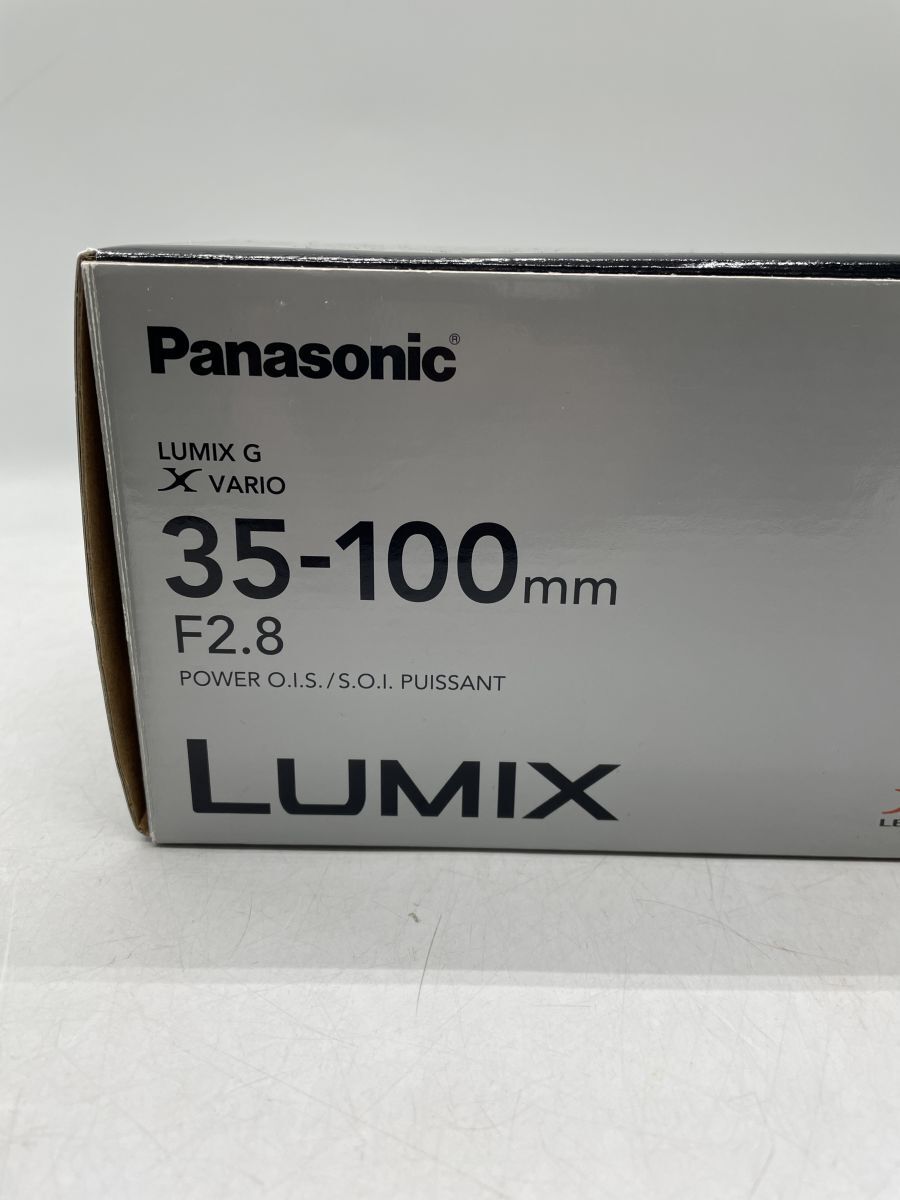 Panasonic®
LUMIX G
X VARIO
35-100mm
F2.8
POWER O.I.S./S.O.I. PUISSANT
LUMIX